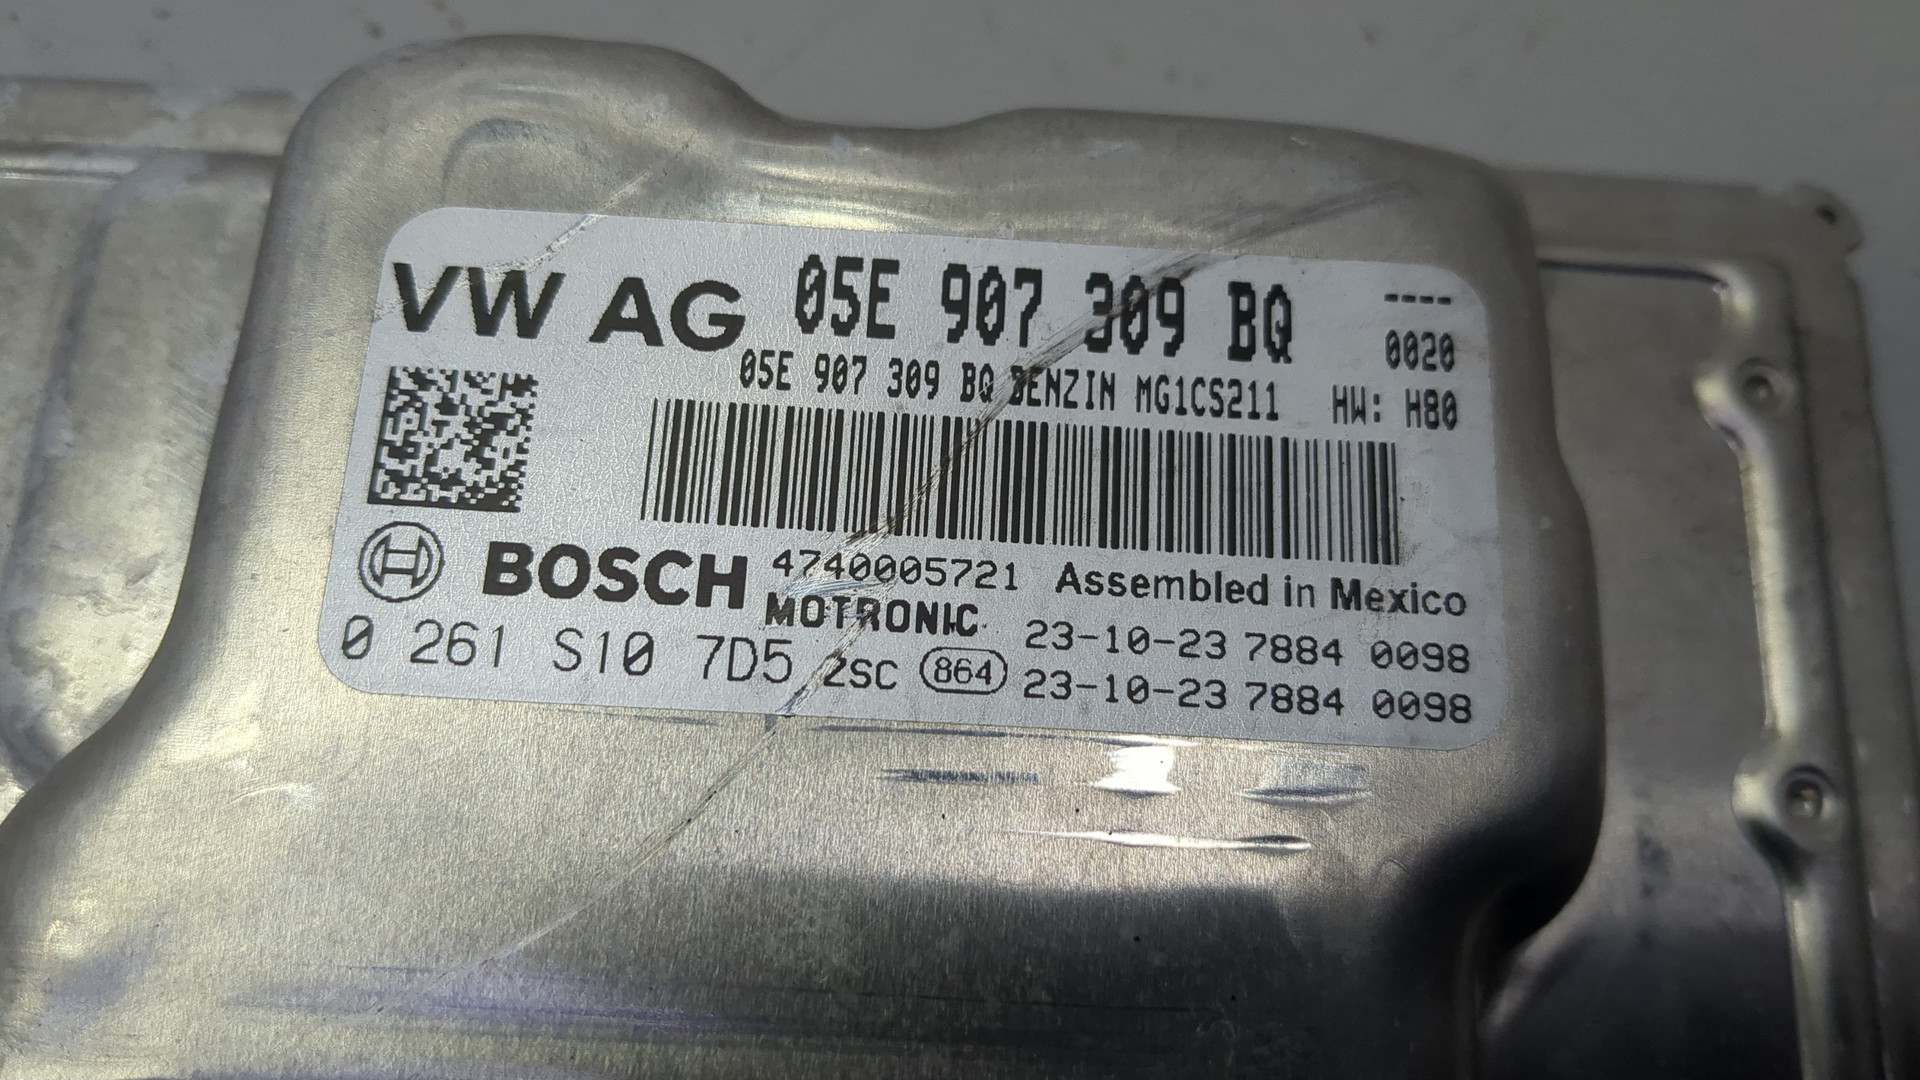 VW AG 05E 907 309 BQ ----
0020
05E 907 309 BQ BENZIN MG1CS211 HW: H80
BOSCH 4740005721 Assembled in Mexico
MOTRONIC 23-10-23 7884 0098
0 261 S10 7D5 2SC 864 23-10-23 7884 0098